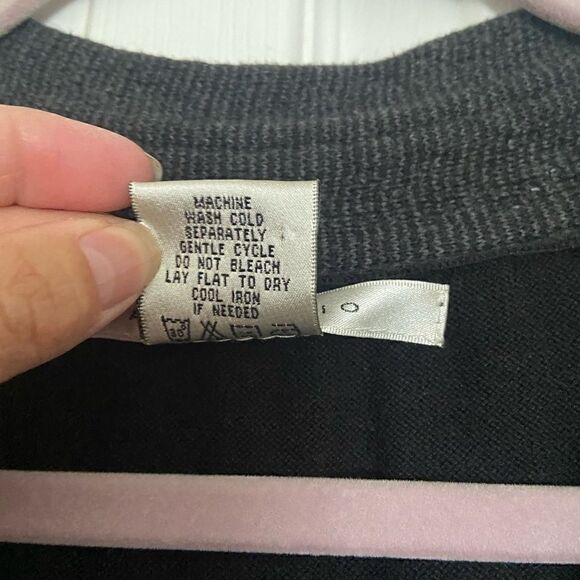 MACHINE
WASH COLD
SEPARATELY
GENTLE CYCLE
DO NOT BLEACH
LAY FLAT TO DRY
COOL IRON
IF NEEDED
O